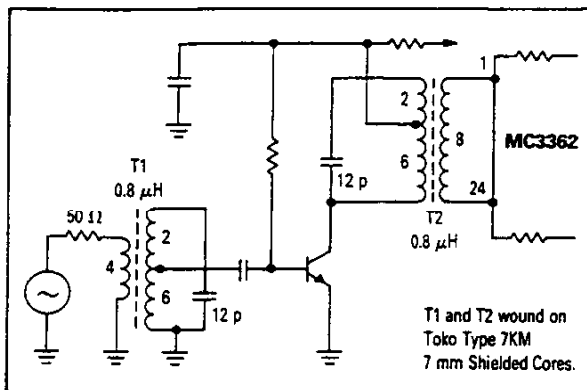 1
2
8
MC3362
6
12 p
24
T1
0.8 μH
T2
0.8 μH
50 Ω
2
4
6
12 p
T1 and T2 wound on
Toko Type 7KM
7 mm Shielded Cores.